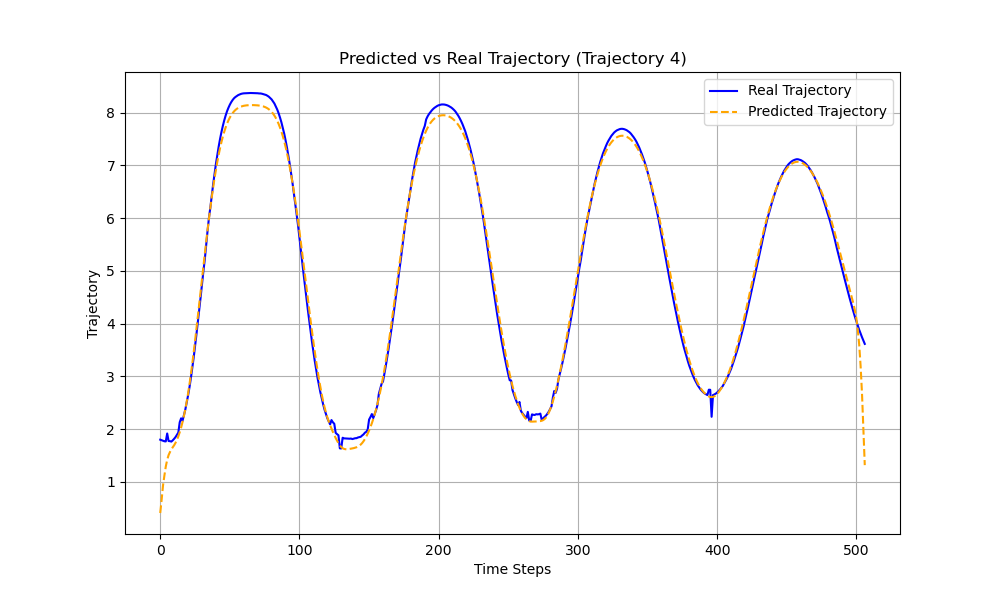 Predicted vs Real Trajectory (Trajectory 4)
Real Trajectory
Predicted Trajectory
8
7
6
5
4
3
2
1
Trajectory
0 100 200 300 400 500
Time Steps